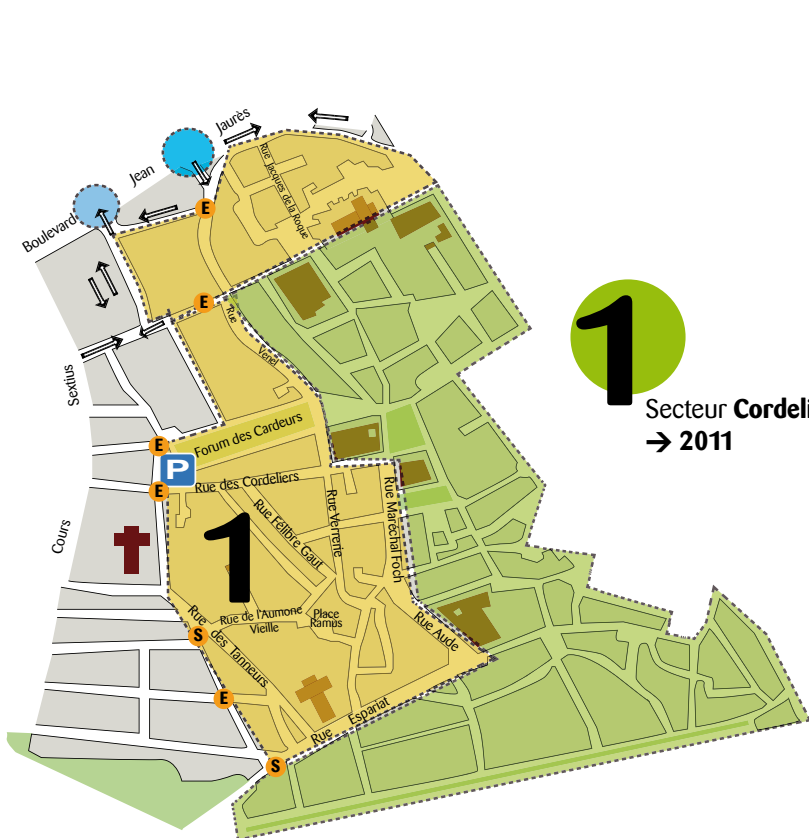 Jaurès
Jean
Boulevard
Rue Jacques de la Roque
E
E
Rue
Venel
Sextius
1
Secteur Cordeli
→ 2011
E
Forum des Cardeurs
P
E
Rue des Cordeliers
Rue Félibre Gaut
Rue Verrerie
Rue Maréchal Foch
Cours
1
Rue de l'Aumone
Vieille
Place
Ramus
Rue Aude
Rue des Tanneurs
S
E
Rue Espariat
S